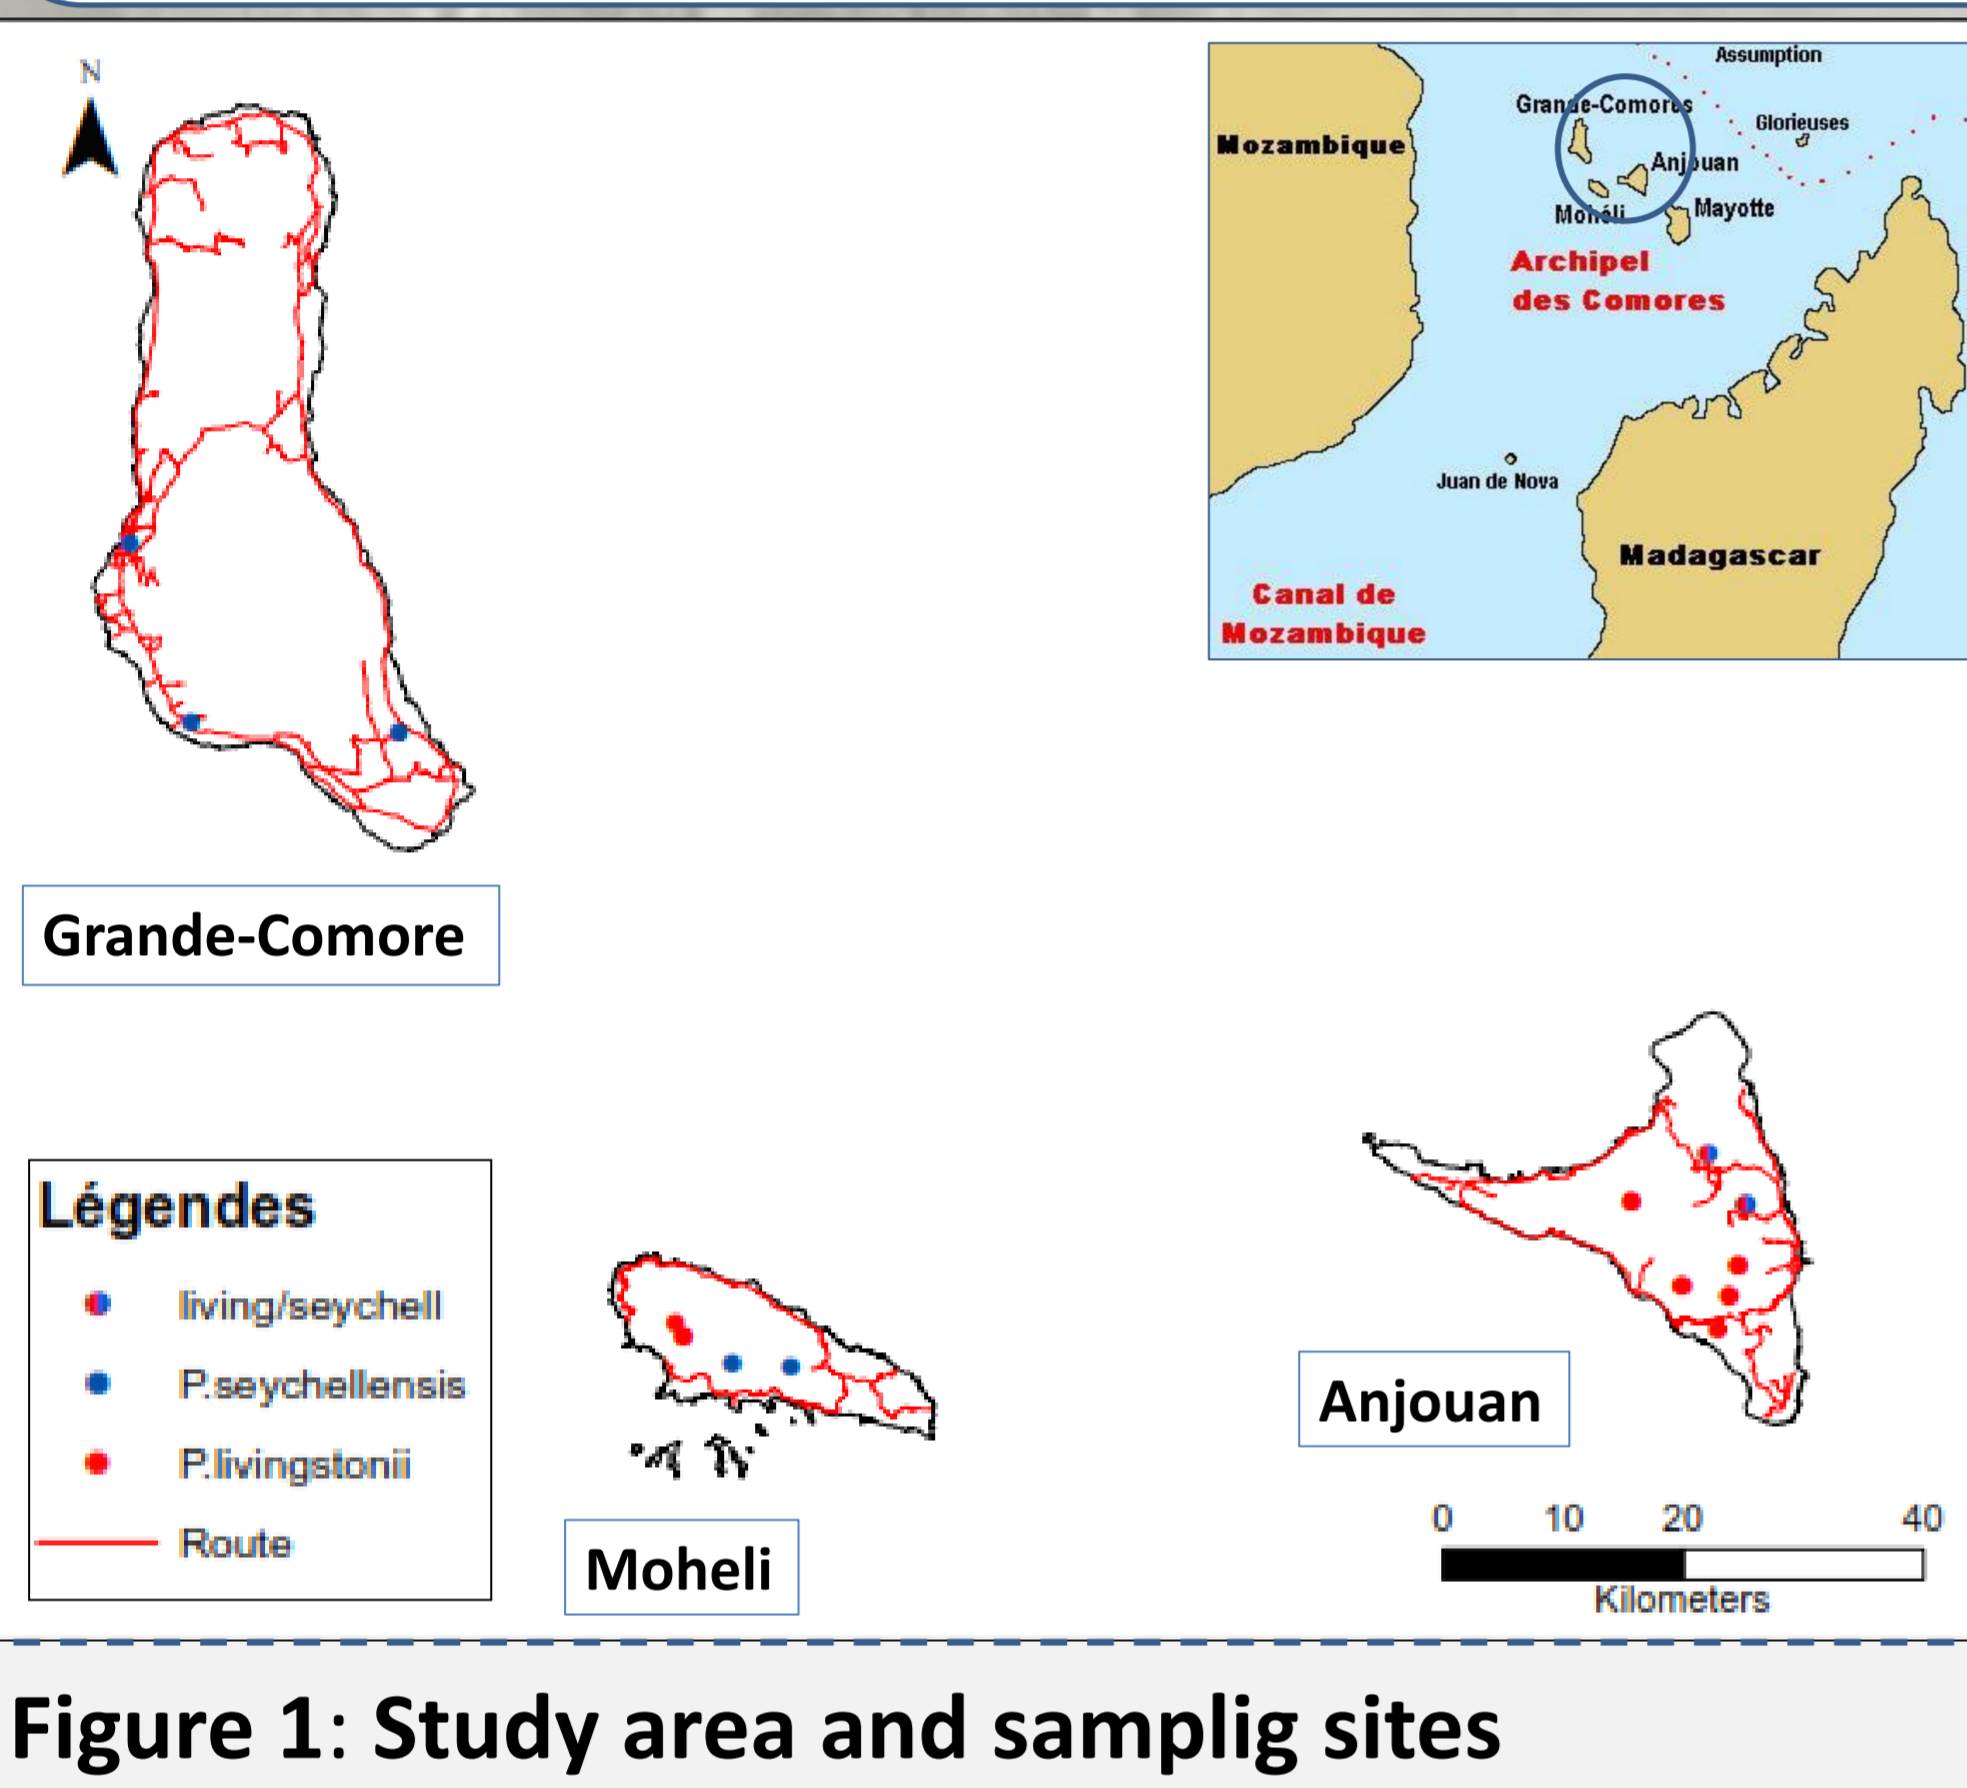 N
Assumption
Grande-Comores
Glorieuses
Mozambique
Anjouan
Mohéli
Mayotte
Archipel
des Comores
Juan de Nova
Madagascar
Canal de
Mozambique
Grande-Comore
Légendes
living/seychell
P.seychellensis
P.livingstonii
Route
Moheli
Anjouan
0 10 20 40
Kilometers
Figure 1: Study area and samplig sites